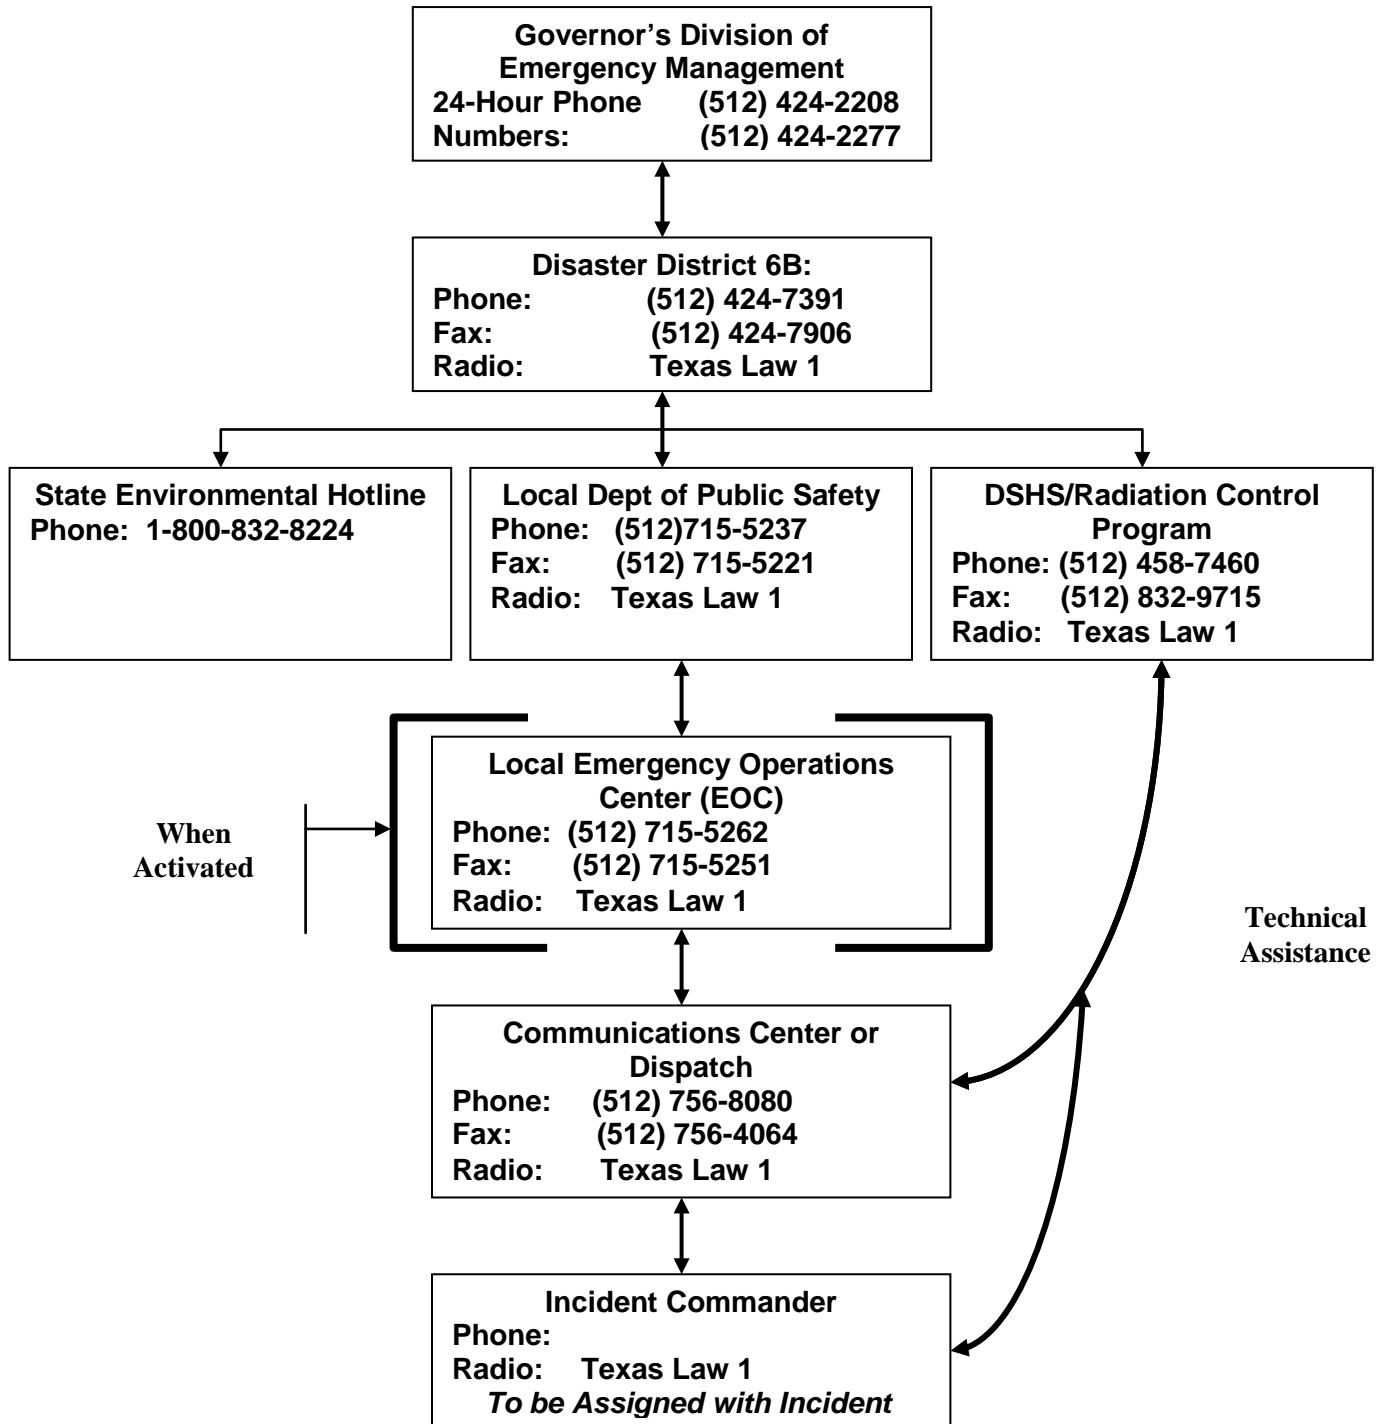 Governor’s Division of
Emergency Management
24-Hour Phone (512) 424-2208
Numbers: (512) 424-2277
Disaster District 6B:
Phone: (512) 424-7391
Fax: (512) 424-7906
Radio: Texas Law 1
State Environmental Hotline
Phone: 1-800-832-8224
Local Dept of Public Safety
Phone: (512)715-5237
Fax: (512) 715-5221
Radio: Texas Law 1
DSHS/Radiation Control
Program
Phone: (512) 458-7460
Fax: (512) 832-9715
Radio: Texas Law 1
When
Activated
Local Emergency Operations
Center (EOC)
Phone: (512) 715-5262
Fax: (512) 715-5251
Radio: Texas Law 1
Technical
Assistance
Communications Center or
Dispatch
Phone: (512) 756-8080
Fax: (512) 756-4064
Radio: Texas Law 1
Incident Commander
Phone:
Radio: Texas Law 1
To be Assigned with Incident